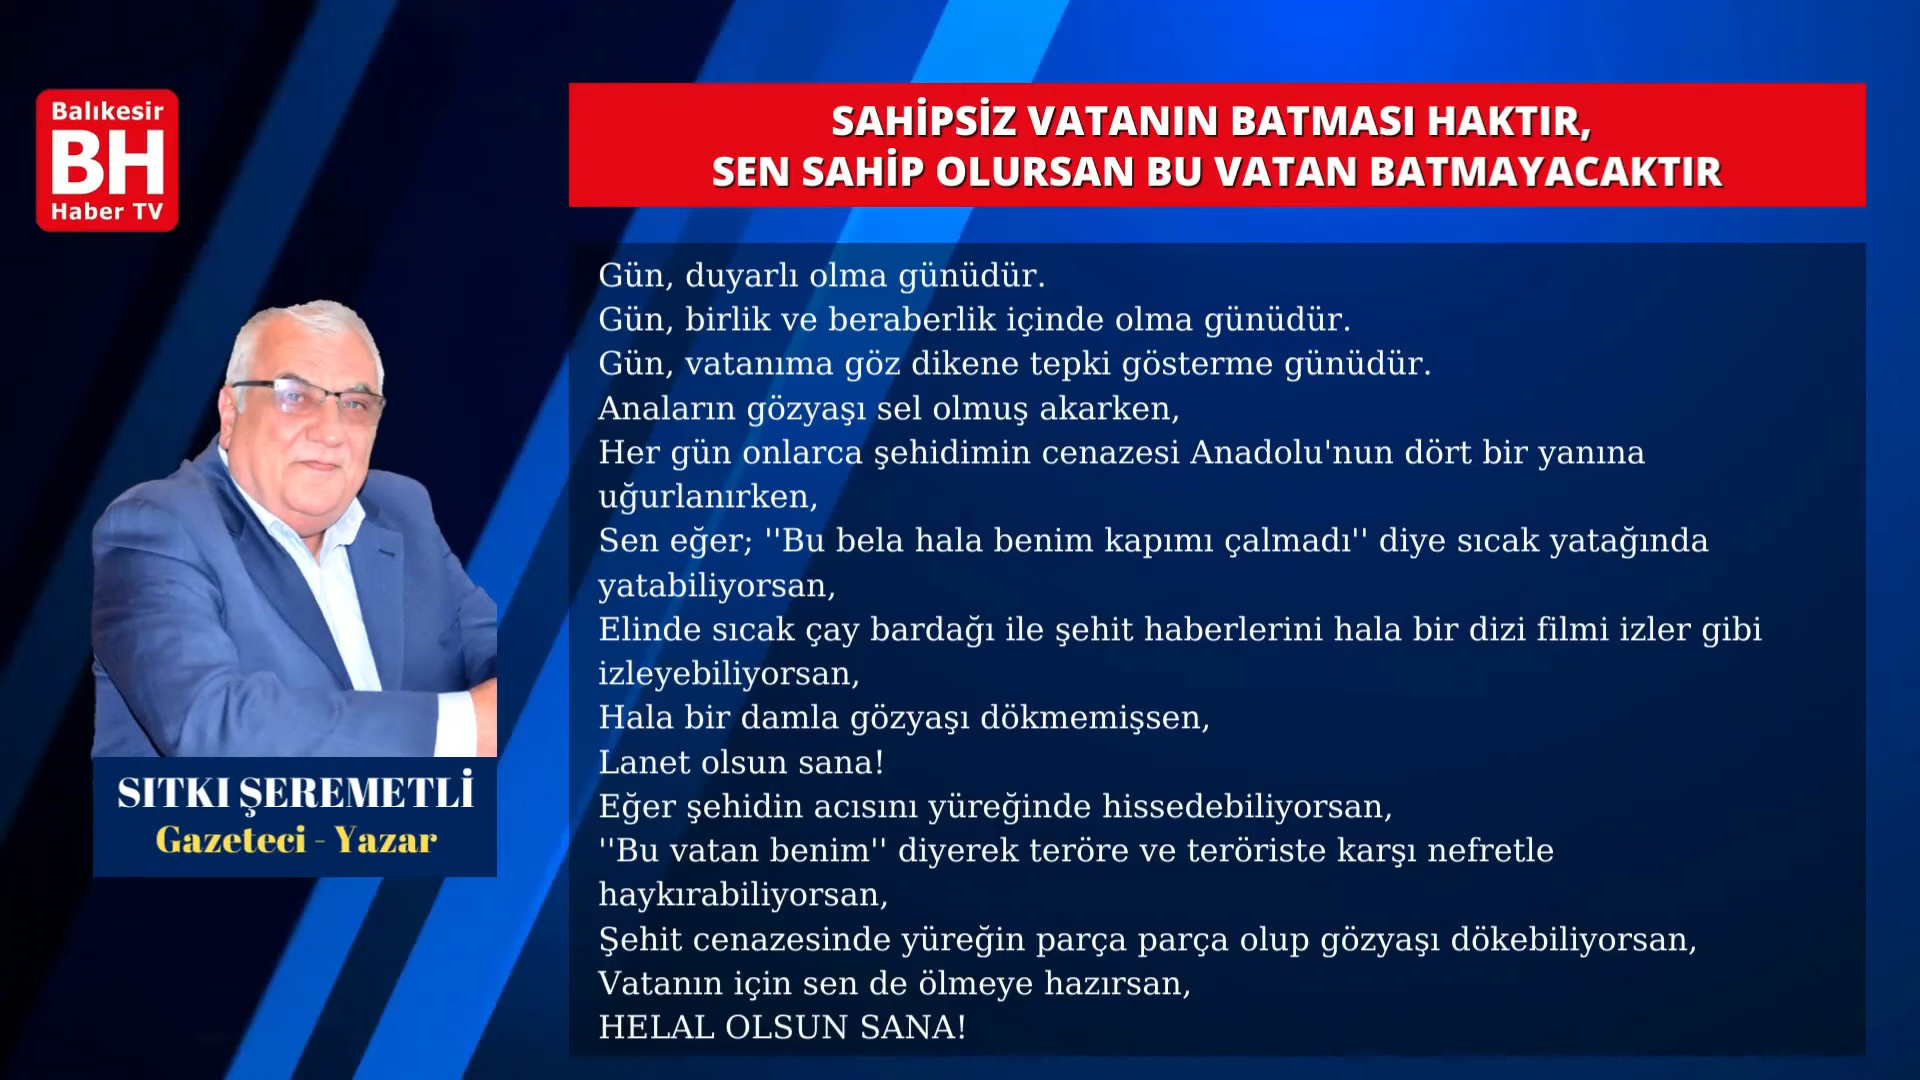 Balıkesir
BH
Haber TV
SAHİPSİZ VATANIN BATMASI HAKTIR,
SEN SAHİP OLURSAN BU VATAN BATMAYACAKTIR
Gün, duyarlı olma günüdür.
Gün, birlik ve beraberlik içinde olma günüdür.
Gün, vatanıma göz dikene tepki gösterme günüdür.
Anaların gözyaşı sel olmuş akarken,
Her gün onlarca şehidimin cenazesi Anadolu'nun dört bir yanına
uğurlanırken,
Sen eğer; ''Bu bela hala benim kapımı çalmadı'' diye sıcak yatağında
yatabiliyorsan,
Elinde sıcak çay bardağı ile şehit haberlerini hala bir dizi filmi izler gibi
izleyebiliyorsan,
Hala bir damla gözyaşı dökmemişsen,
Lanet olsun sana!
Eğer şehidin acısını yüreğinde hissedebiliyorsan,
''Bu vatan benim'' diyerek teröre ve teröriste karşı nefretle
haykırabiliyorsan,
Şehit cenazesinde yüreğin parça parça olup gözyaşı dökebiliyorsan,
Vatanın için sen de ölmeye hazırsan,
HELAL OLSUN SANA!
SITKI ŞEREMETLİ
Gazeteci - Yazar